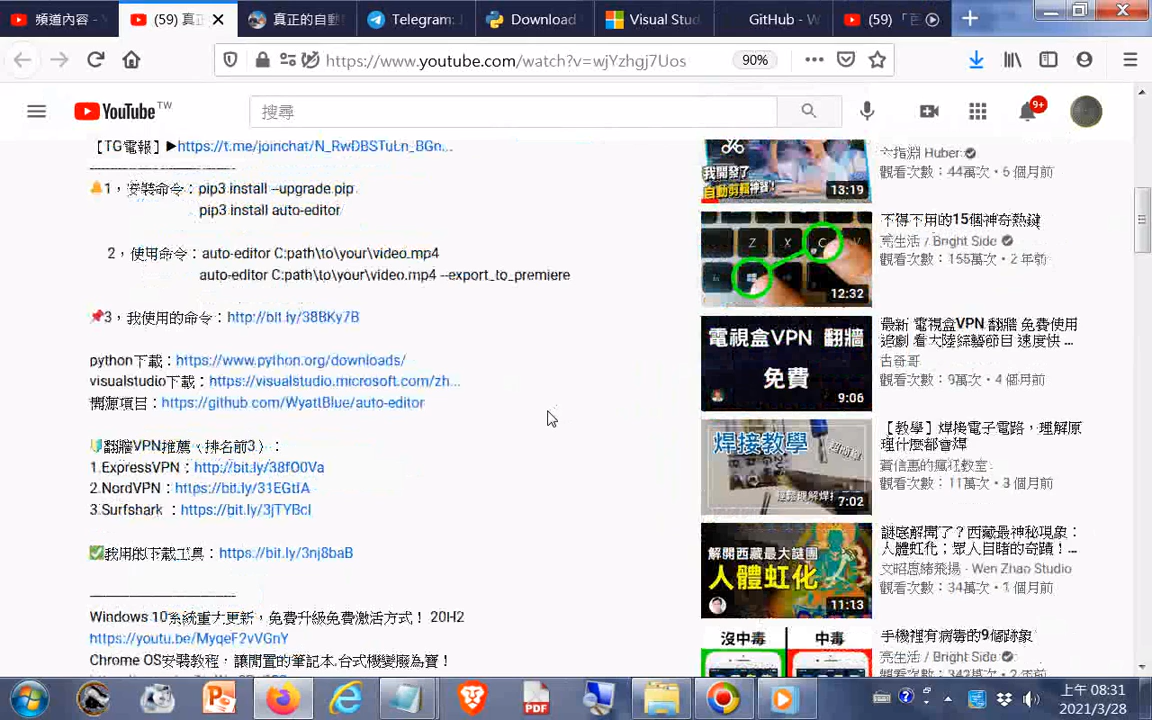 頻道內容 - Y
(59) 真正
真正的自動
Telegram:
Download
Visual Stud
GitHub - W
(59) 「百
https://www.youtube.com/watch?v=wjYzhgj7Uos
90%
YouTube TW
搜尋
9+
【TG電報】▶https://t.me/joinchat/N_RwDBSTuLn_BGn...
🔔1，安裝命令：pip3 install --upgrade pip
pip3 install auto-editor
2，使用命令：auto-editor C:path\to\your\video.mp4
auto-editor C:path\to\your\video.mp4 --export_to_premiere
📌3，我使用的命令：http://bit.ly/38BKy7B
python下載：https://www.python.org/downloads/
visualstudio下載：https://visualstudio.microsoft.com/zh...
開源項目：https://github.com/WyattBlue/auto-editor
🔰翻牆VPN推薦（排名前3）：
1.ExpressVPN：http://bit.ly/38fO0Va
2.NordVPN：https://bit.ly/31EGtIA
3.Surfshark ：https://bit.ly/3jTYBcI
✅我用的下載工具：https://bit.ly/3nj8baB
Windows 10系統重大更新，免費升級免費激活方式！ 20H2
https://youtu.be/MyqeF2vVGnY
Chrome OS安裝教程，讓閒置的筆記本.台式機變廢為寶！
我開發了
自動剪輯神器!
13:19
六指淵 Huber
觀看次數：44萬次 • 6 個月前
Z X C V
12:32
不得不用的15個神奇熱鍵
亮生活 / Bright Side
觀看次數：155萬次 • 2 年前
電視盒VPN 翻牆
免費
9:06
最新 電視盒VPN 翻牆 免費使用
追劇 看大陸綜藝節目 速度快 ...
古哥哥
觀看次數：9萬次 • 4 個月前
焊接教學
7:02
【教學】焊接電子電路，理解原
理什麼都會焊
觀看次數：11萬次 • 3 個月前
解開西藏最大謎團
人體虹化
11:13
謎底解開了？西藏最神秘現象：
人體虹化；眾人目睹的奇蹟！...
文昭思緒飛揚 - Wen Zhao Studio
觀看次數：34萬次 • 1 個月前
沒中毒
中毒
手機裡有病毒的9個跡象
亮生活 / Bright Side
PDF
上午 08:31
2021/3/28